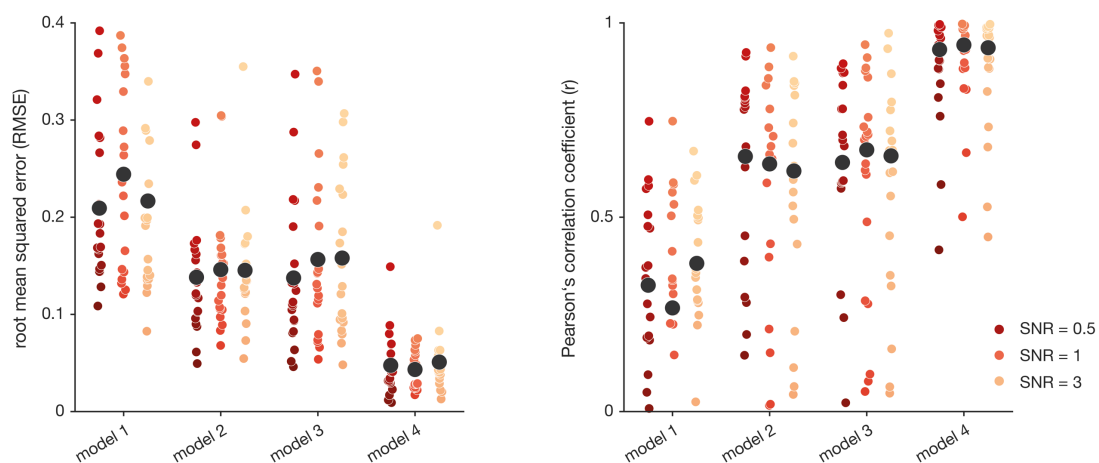 root mean squared error (RMSE)
0.4
0.3
0.2
0.1
0
model 1
model 2
model 3
model 4
Pearson's correlation coefficient (r)
1
0.5
0
model 1
model 2
model 3
model 4
SNR = 0.5
SNR = 1
SNR = 3